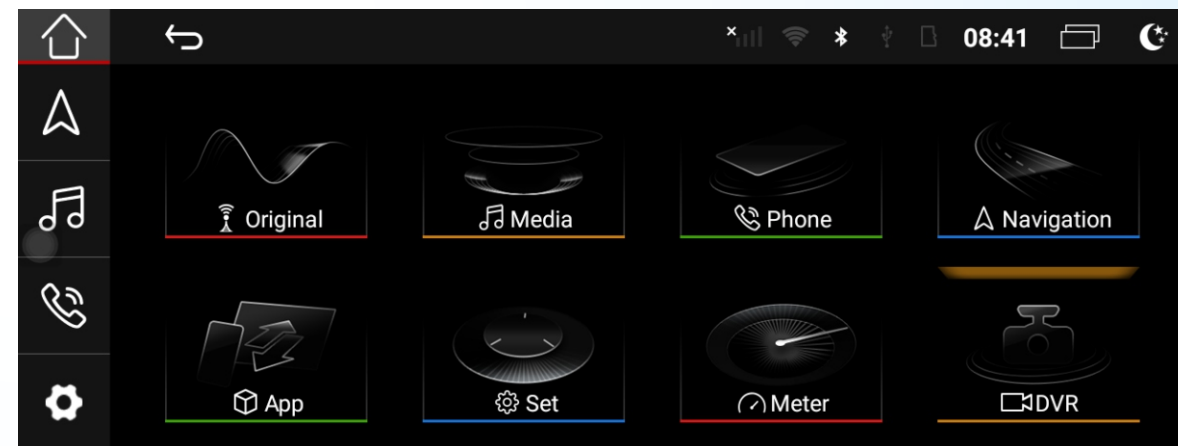 08:41
Original
Media
Phone
Navigation
App
Set
Meter
DVR